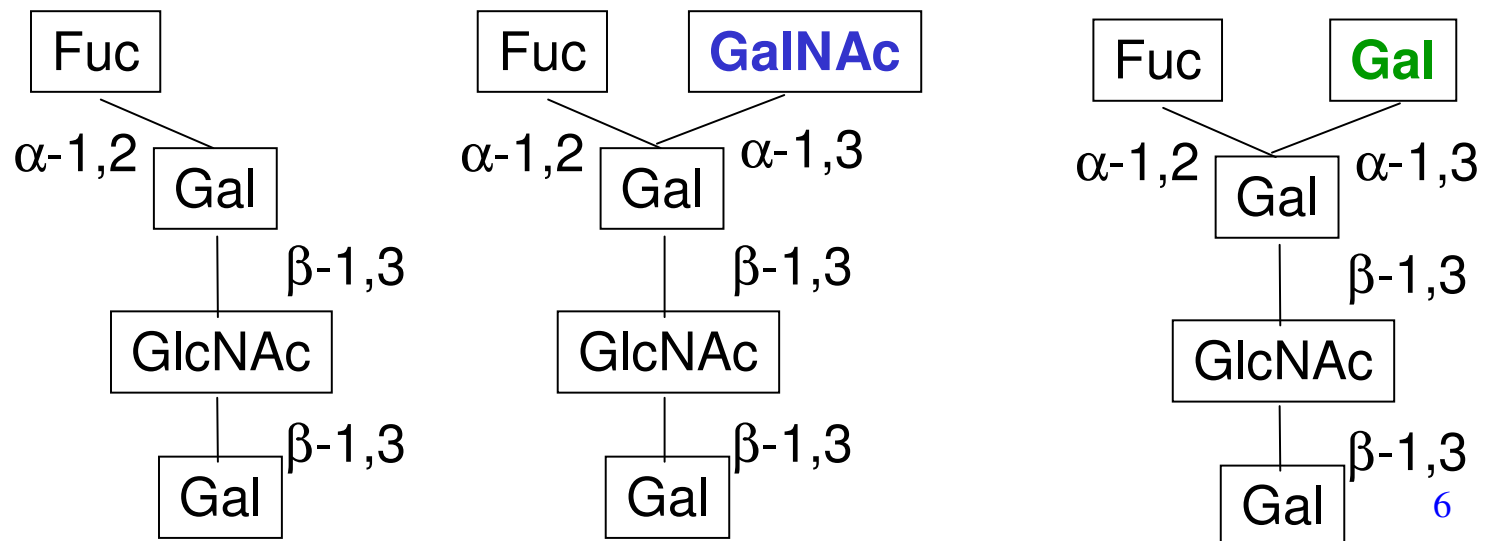 Fuc
α-1,2
Gal
β-1,3
GlcNAc
β-1,3
Gal
Fuc GalNAc
α-1,2 α-1,3
Gal
β-1,3
GlcNAc
β-1,3
Gal
Fuc Gal
α-1,2 α-1,3
Gal
β-1,3
GlcNAc
β-1,3
Gal
6